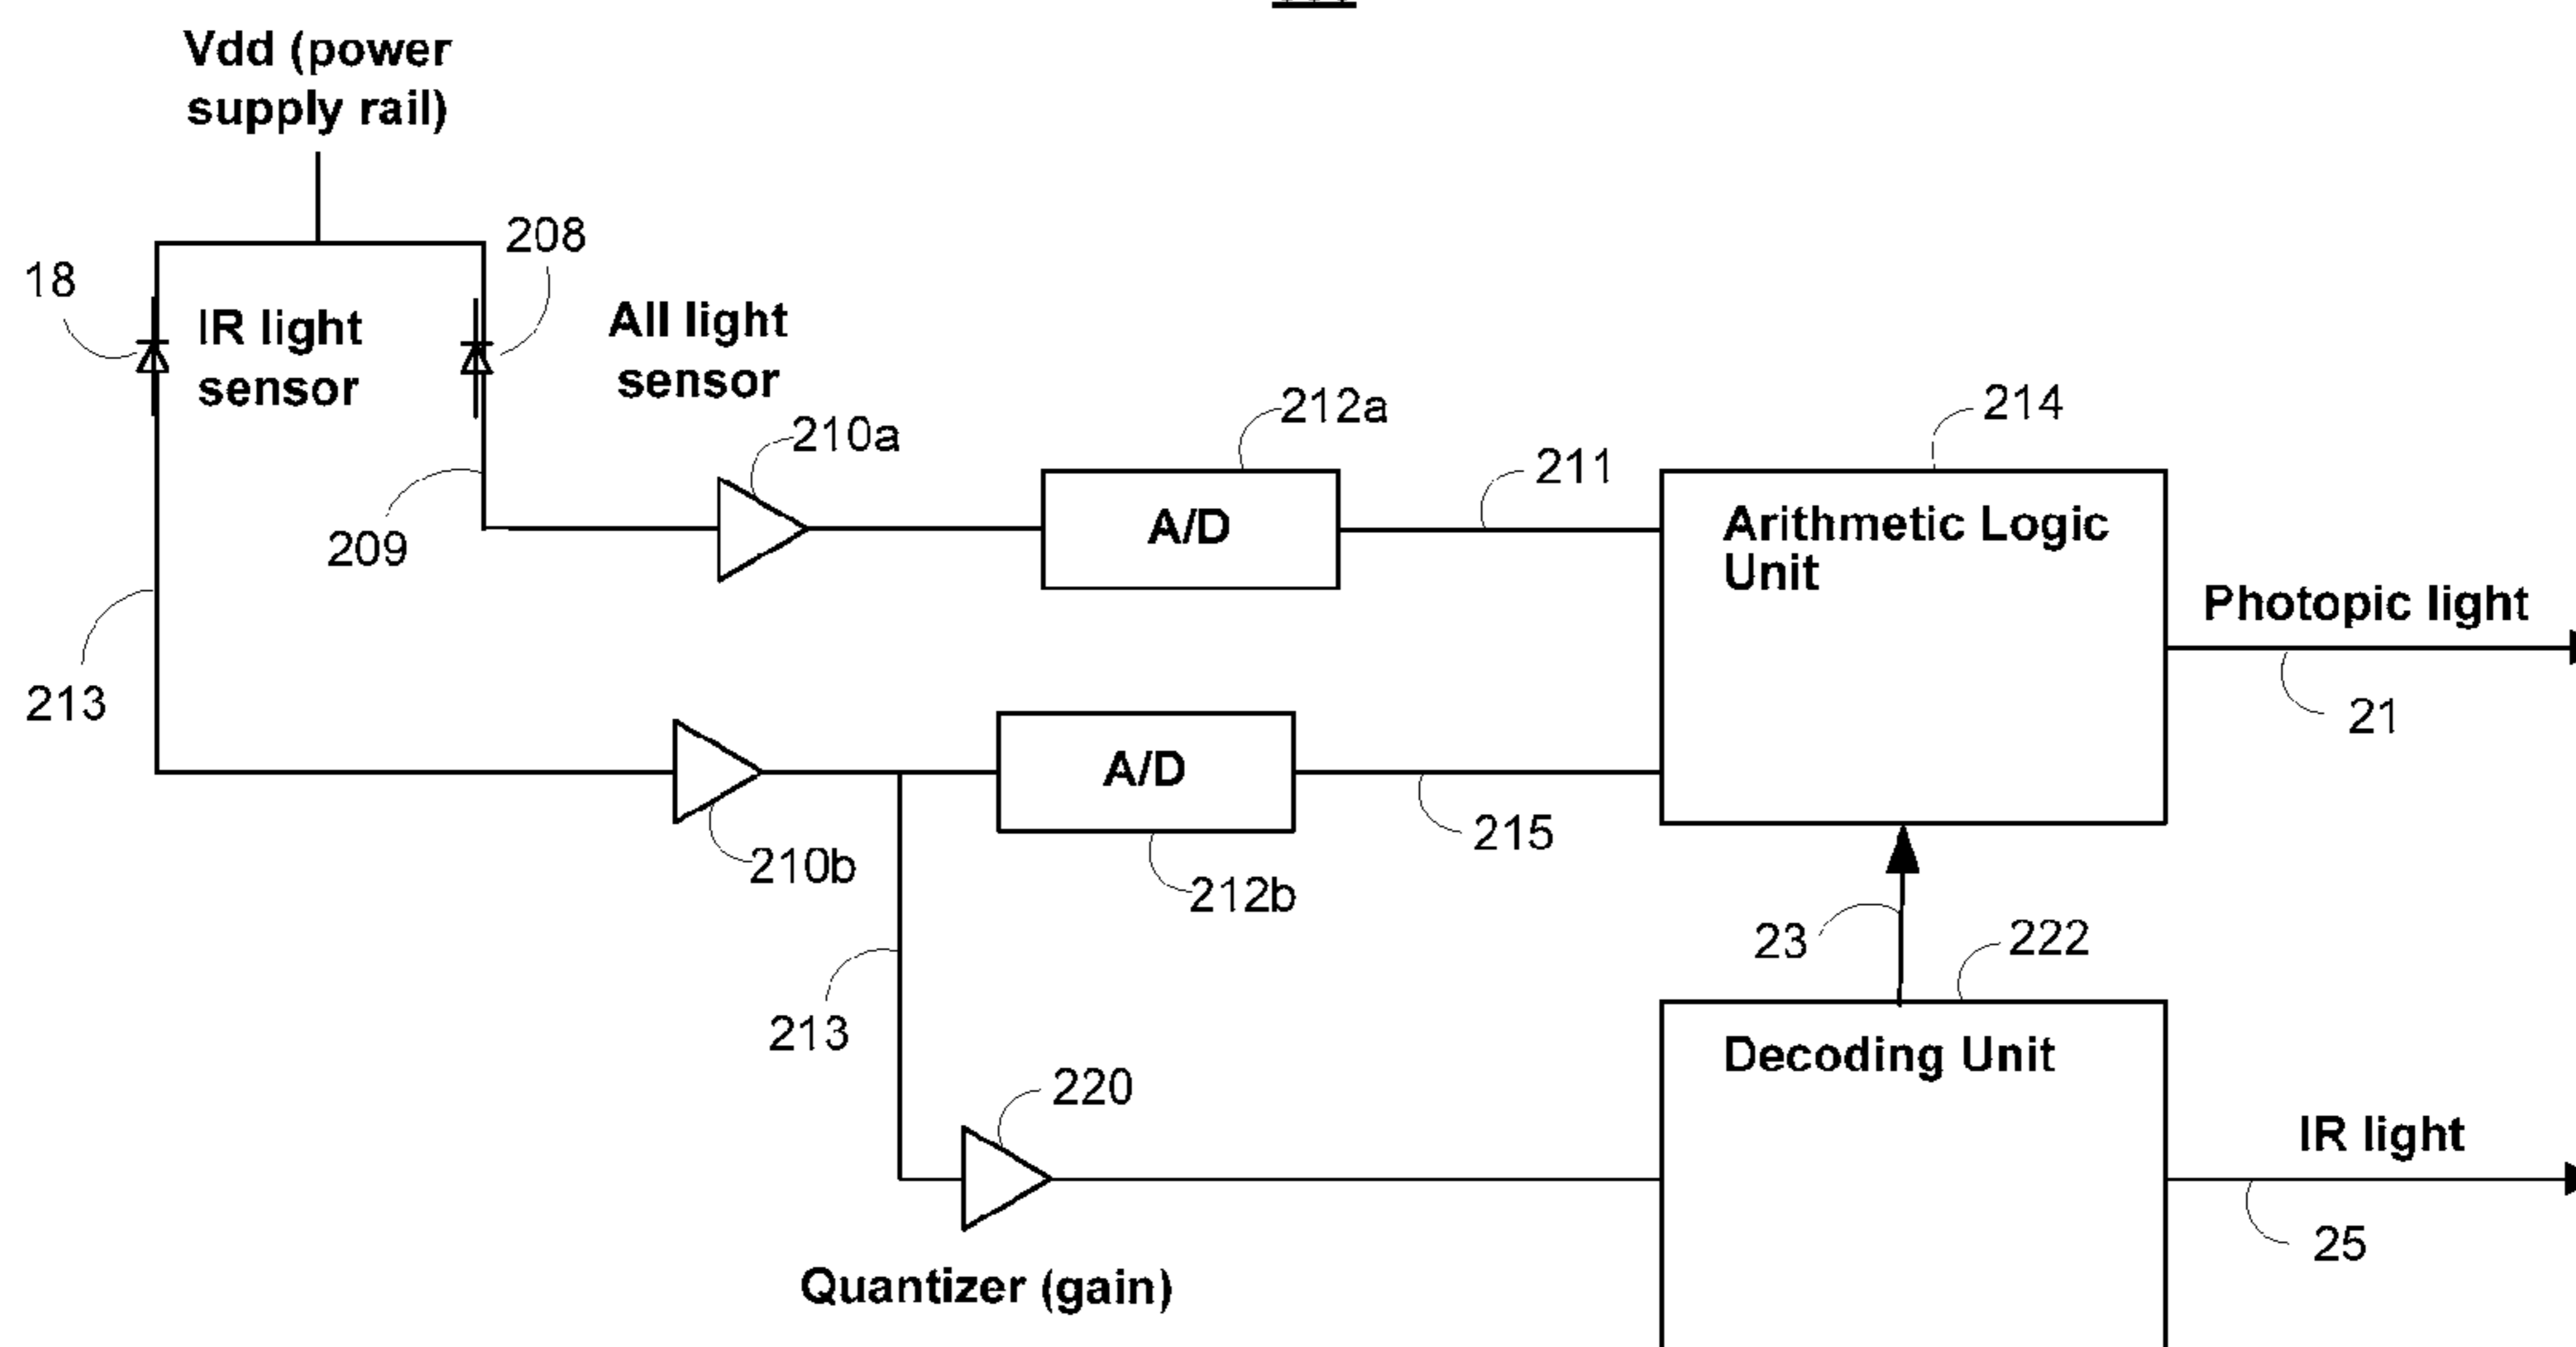 Vdd (power
supply rail)
208
18
IR light
sensor
All light
sensor
210a
212a
214
211
209
A/D
Arithmetic Logic
Unit
Photopic light
213
21
A/D
215
210b
212b
23
222
213
Decoding Unit
220
IR light
25
Quantizer (gain)